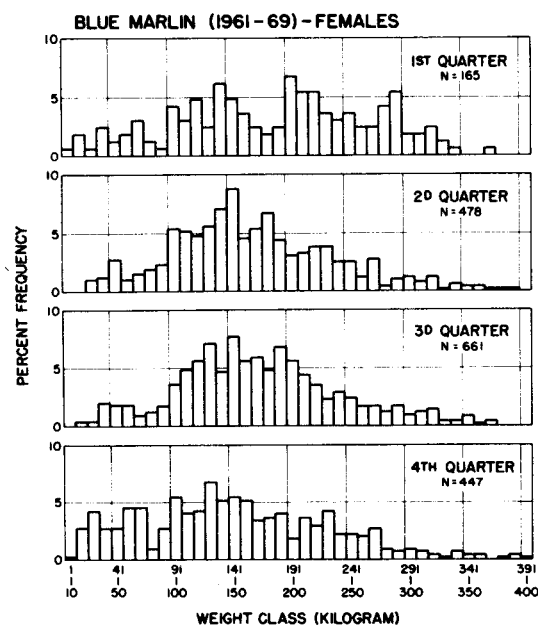 BLUE MARLIN (1961-69)-FEMALES
PERCENT FREQUENCY
10
5
0
1ST QUARTER
N=165
10
5
0
2D QUARTER
N=478
10
5
0
3D QUARTER
N=661
10
5
0
4TH QUARTER
N=447
1 41 91 141 191 241 291 341 391
10 50 100 150 200 250 300 350 400
WEIGHT CLASS (KILOGRAM)